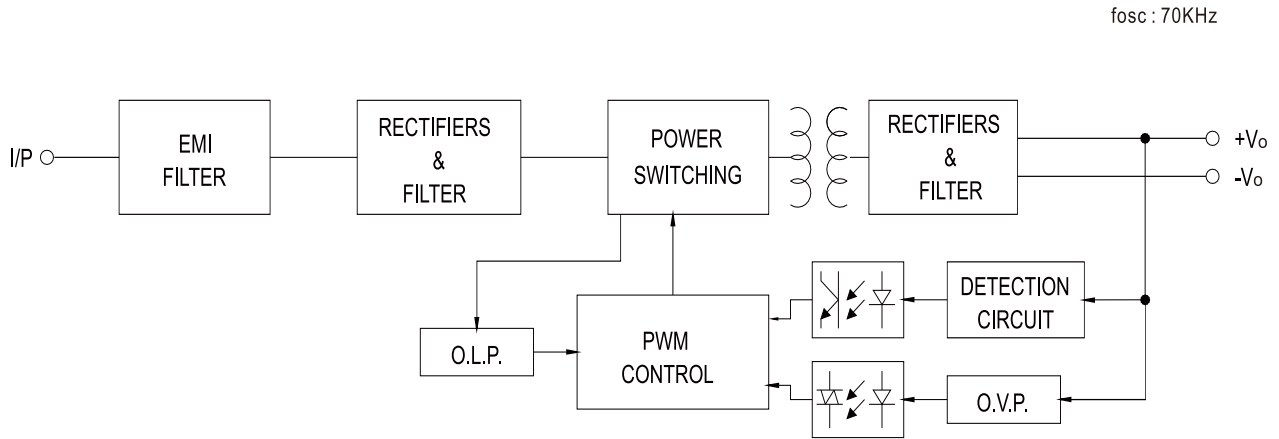 fosc : 70KHz
I/P
EMI
FILTER
RECTIFIERS
&
FILTER
POWER
SWITCHING
RECTIFIERS
&
FILTER
+Vo
-Vo
O.L.P.
PWM
CONTROL
DETECTION
CIRCUIT
O.V.P.